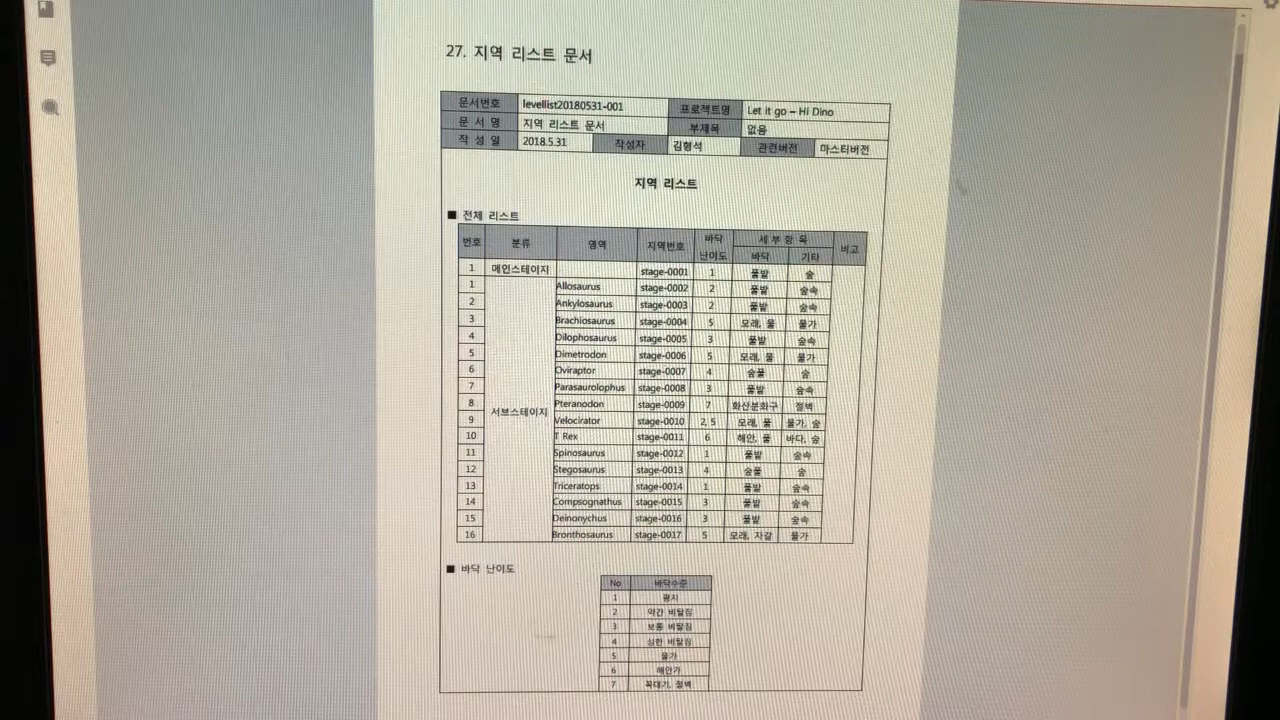 27. 지역 리스트 문서
문서번호 levellist20180531-001 프로젝트명 Let it go – Hi Dino
문 서 명 지역 리스트 문서 부제목 없음
작 성 일 2018.5.31 작성자 김형석 관련버전 마스터버전
지역 리스트
■ 전체 리스트
번호 분류 영역 지역번호 바닥 난이도 세 부 항 목 비고
바닥 기타
1 메인스테이지 stage-0001 1 풀밭 숲
1 Allosaurus stage-0002 2 풀밭 숲속
2 Ankylosaurus stage-0003 2 풀밭 숲속
3 Brachiosaurus stage-0004 5 모래, 물 물가
4 Dilophosaurus stage-0005 3 풀밭 숲속
5 Dimetrodon stage-0006 5 모래, 물 물가
6 Oviraptor stage-0007 4 숲풀 숲
7 Parasaurolophus stage-0008 3 풀밭 숲속
8 서브스테이지 Pteranodon stage-0009 7 화산분화구 절벽
9 Velocirator stage-0010 2, 5 모래, 풀 물가, 숲
10 T Rex stage-0011 6 해안, 풀 바다, 숲
11 Spinosaurus stage-0012 1 풀밭 숲속
12 Stegosaurus stage-0013 4 숲풀 숲
13 Triceratops stage-0014 1 풀밭 숲속
14 Compsognathus stage-0015 3 풀밭 숲속
15 Deinonychus stage-0016 3 풀밭 숲속
16 Bronthosaurus stage-0017 5 모래, 자갈 물가
■ 바닥 난이도
No 바닥수준
1 평지
2 약간 비탈짐
3 보통 비탈짐
4 심한 비탈짐
5 물가
6 해안가
7 꼭대기, 절벽